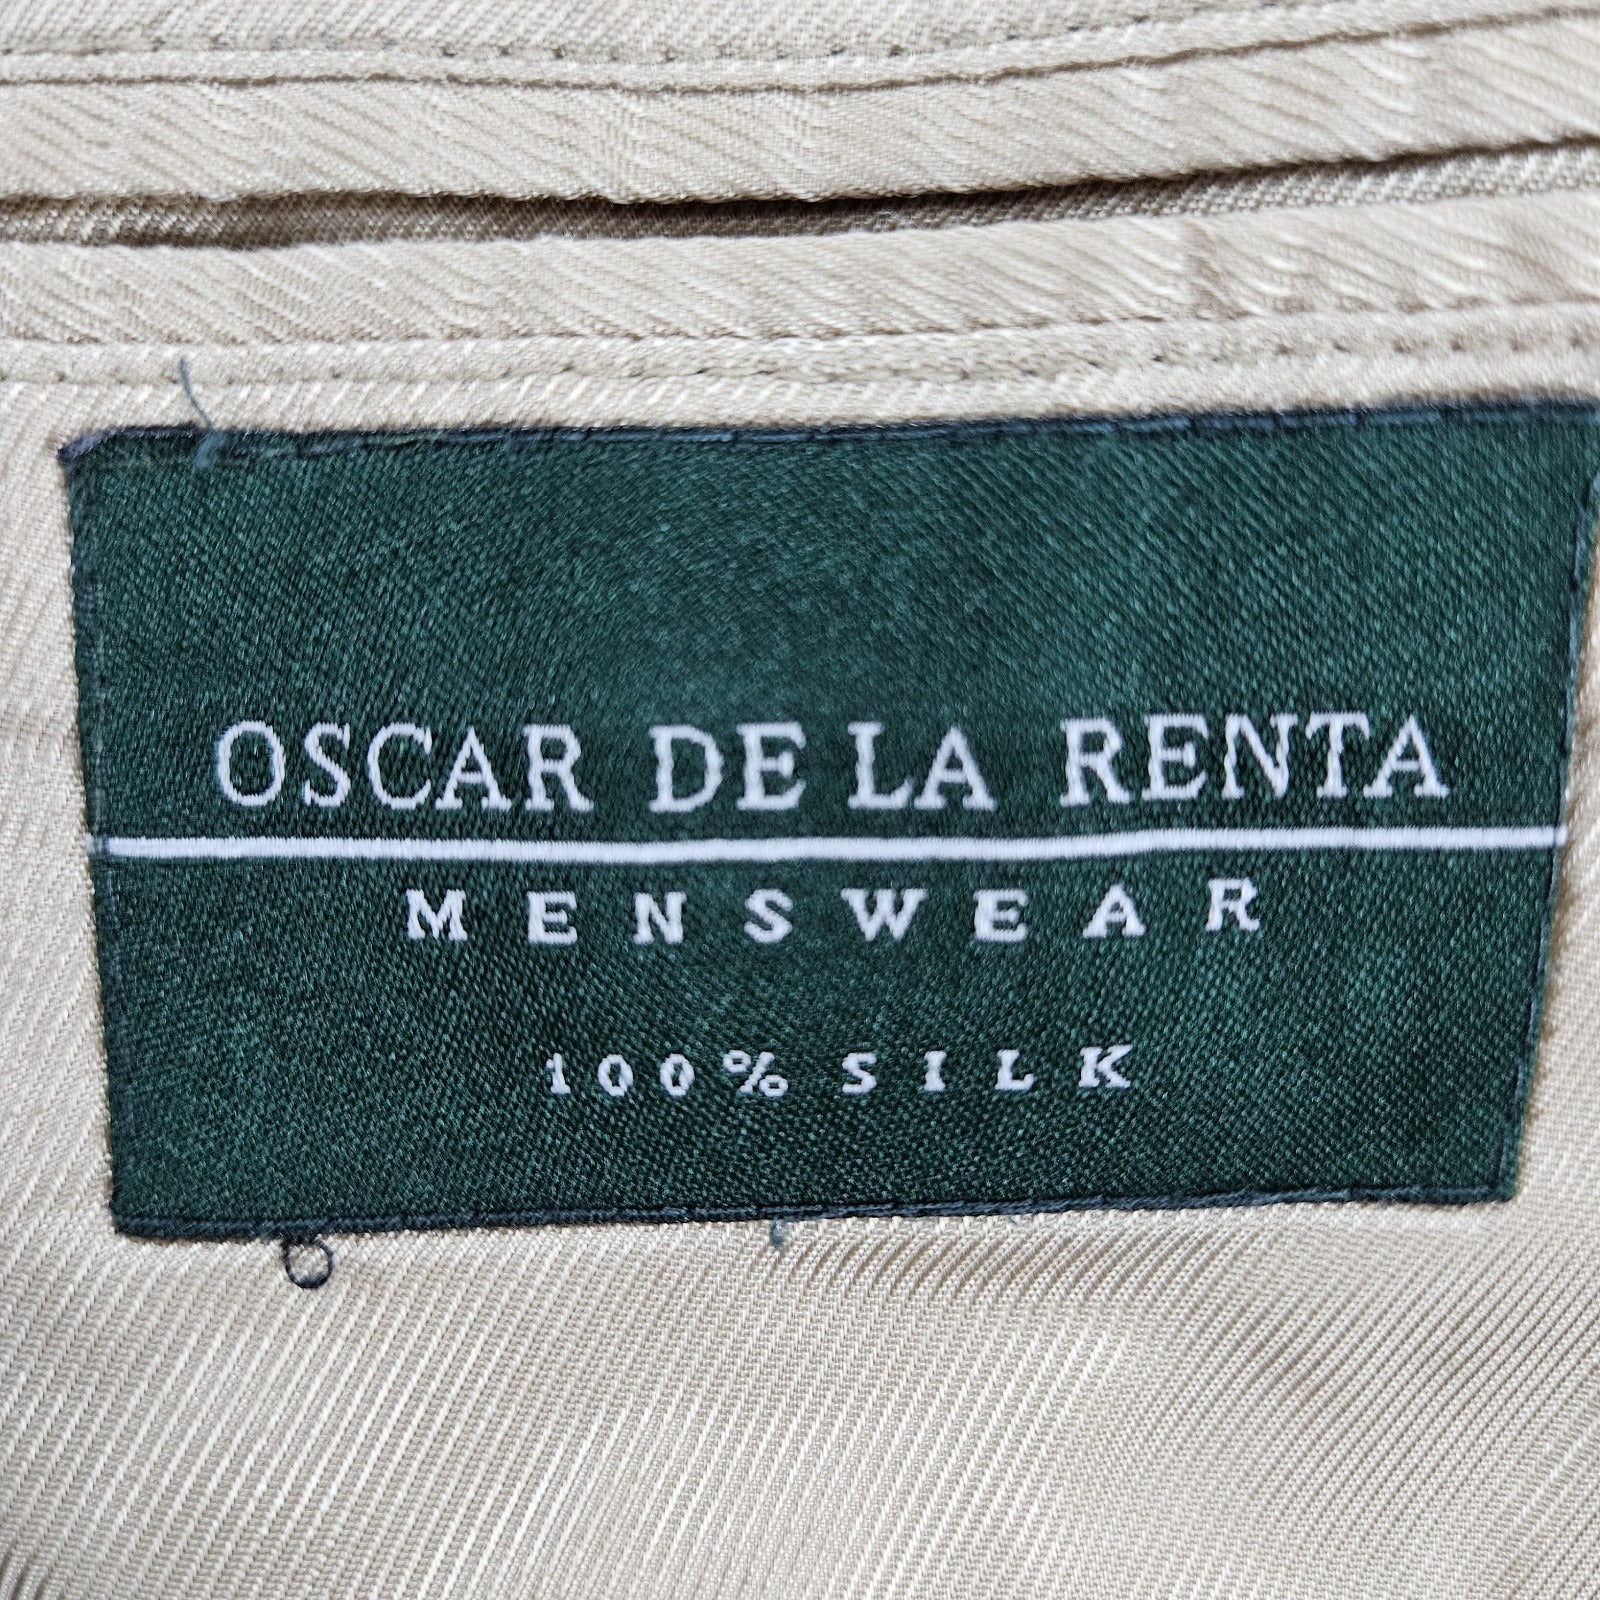 OSCAR DE LA RENTA
MENSWEAR
100% SILK